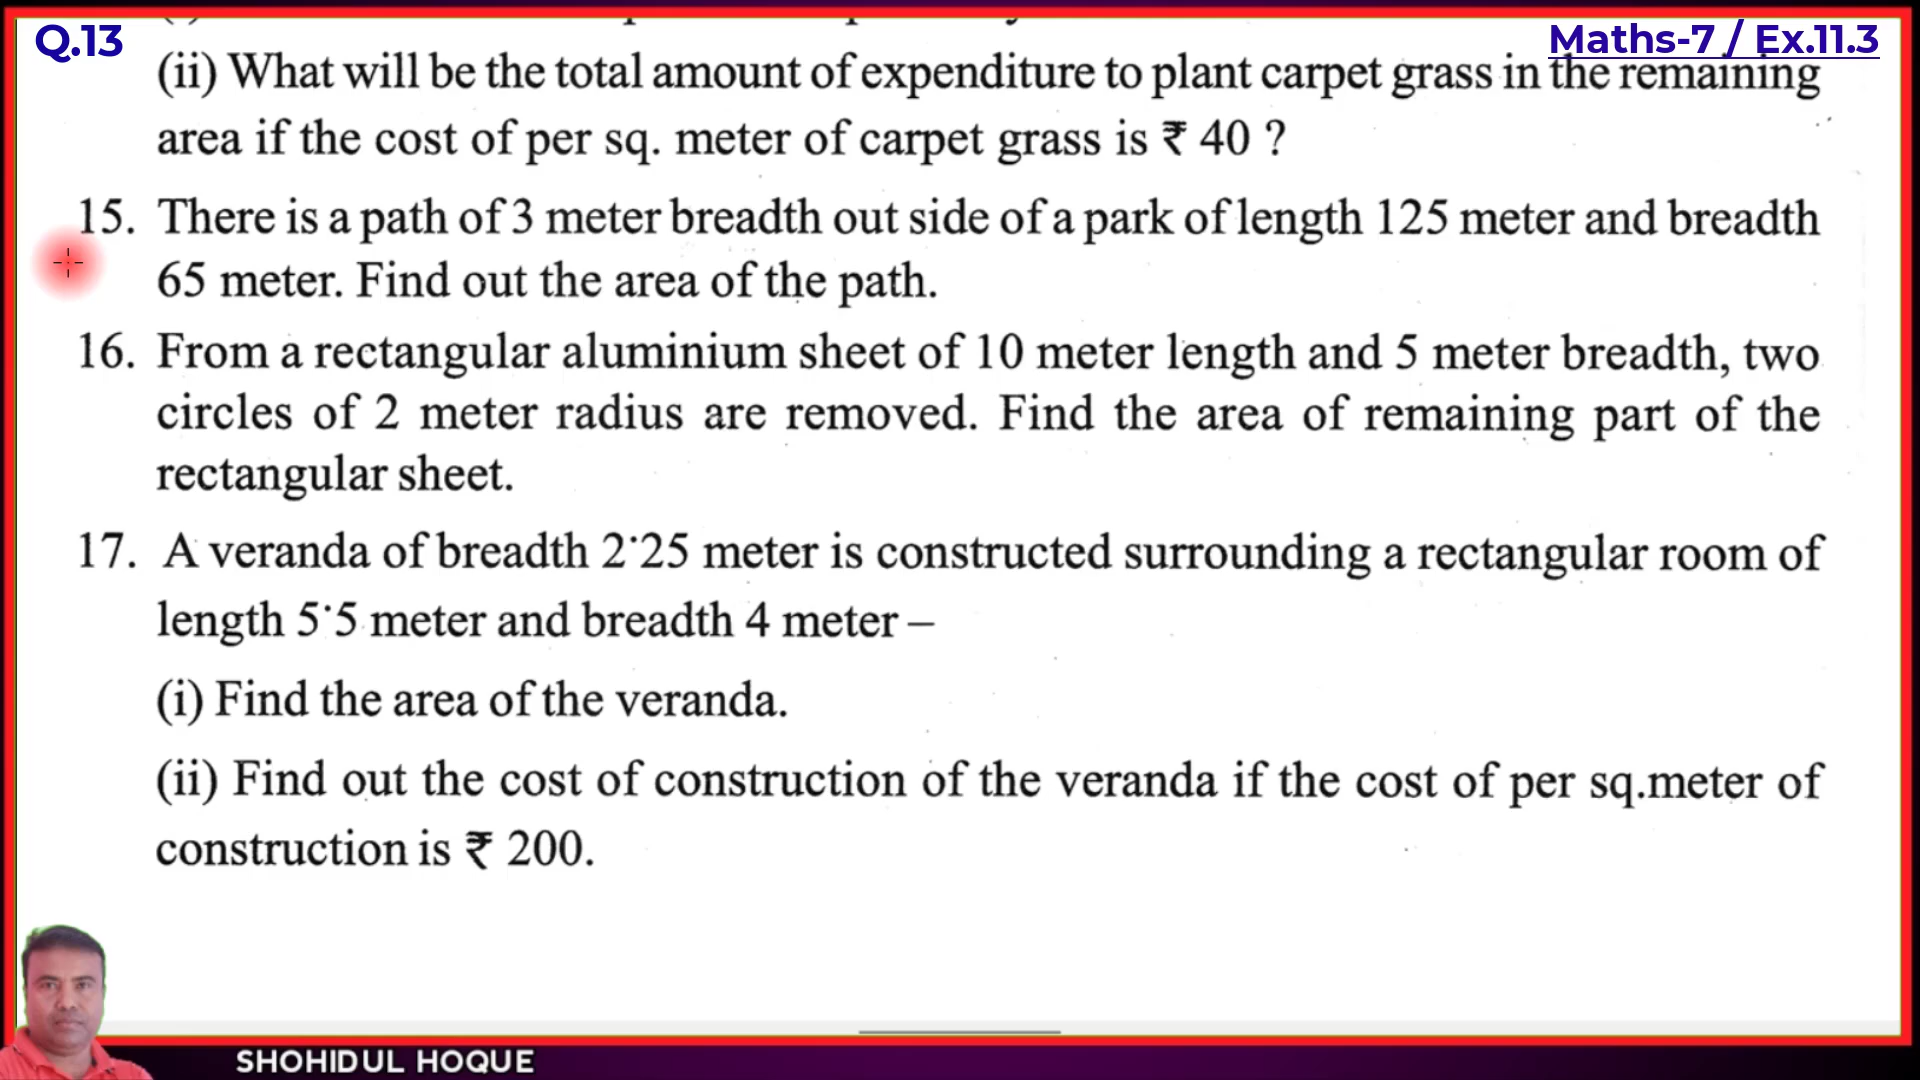 Q.13
Maths-7 / Ex.11.3
(ii) What will be the total amount of expenditure to plant carpet grass in the remaining
area if the cost of per sq. meter of carpet grass is ₹ 40 ?
15. There is a path of 3 meter breadth out side of a park of length 125 meter and breadth
65 meter. Find out the area of the path.
16. From a rectangular aluminium sheet of 10 meter length and 5 meter breadth, two
circles of 2 meter radius are removed. Find the area of remaining part of the
rectangular sheet.
17. A veranda of breadth 2·25 meter is constructed surrounding a rectangular room of
length 5·5 meter and breadth 4 meter –
(i) Find the area of the veranda.
(ii) Find out the cost of construction of the veranda if the cost of per sq.meter of
construction is ₹ 200.
SHOHIDUL HOQUE